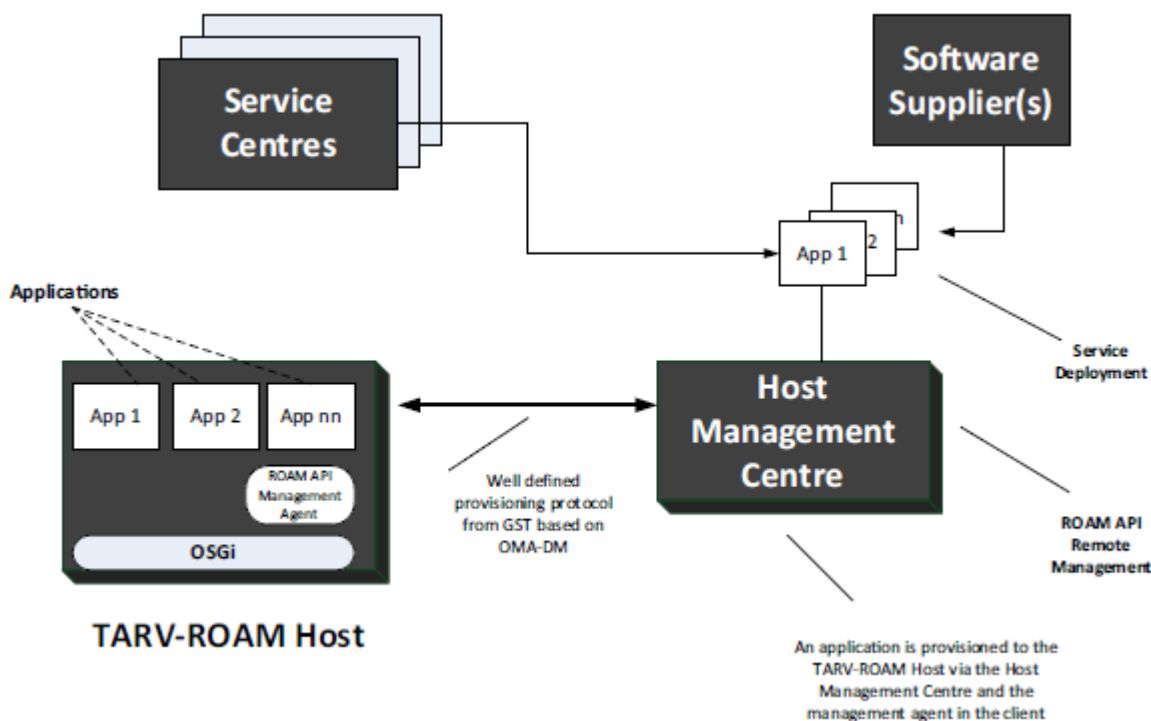 Service
Centres
Software
Supplier(s)
n
2
App 1
Applications
Service
Deployment
App 1
App 2
App nn
ROAM API
Management
Agent
OSGi
Host
Management
Centre
Well defined
provisioning protocol
from GST based on
OMA-DM
ROAM API
Remote
Management
TARV-ROAM Host
An application is provisioned to the
TARV-ROAM Host via the Host
Management Centre and the
management agent in the client